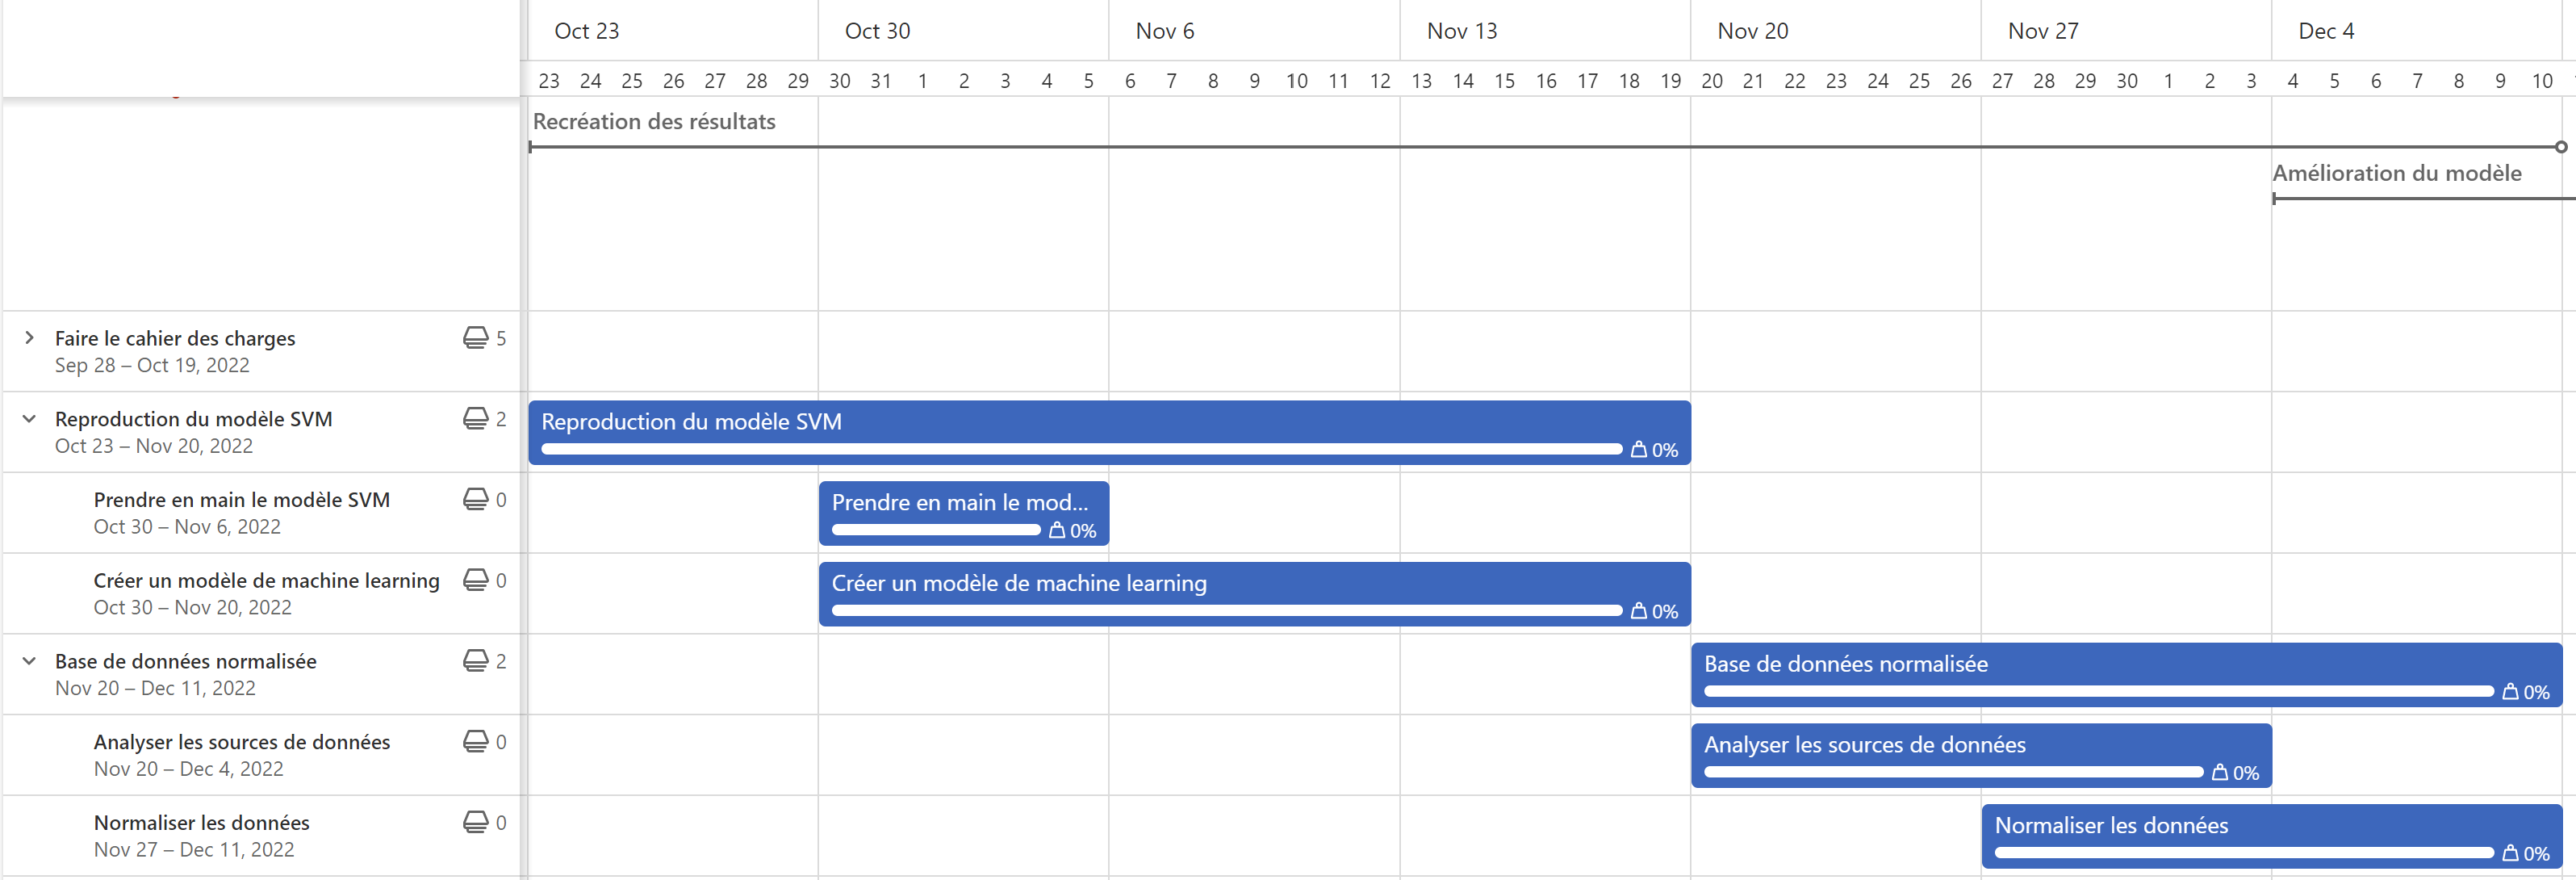 Oct 23 Oct 30 Nov 6 Nov 13 Nov 20 Nov 27 Dec 4
23 24 25 26 27 28 29 30 31 1 2 3 4 5 6 7 8 9 10 11 12 13 14 15 16 17 18 19 20 21 22 23 24 25 26 27 28 29 30 1 2 3 4 5 6 7 8 9 10
Recréation des résultats
Amélioration du modèle
Faire le cahier des charges 5
Sep 28 – Oct 19, 2022
Reproduction du modèle SVM 2
Oct 23 – Nov 20, 2022
Reproduction du modèle SVM
0%
Prendre en main le modèle SVM 0
Oct 30 – Nov 6, 2022
Prendre en main le mod...
0%
Créer un modèle de machine learning 0
Oct 30 – Nov 20, 2022
Créer un modèle de machine learning
0%
Base de données normalisée 2
Nov 20 – Dec 11, 2022
Base de données normalisée
0%
Analyser les sources de données 0
Nov 20 – Dec 4, 2022
Analyser les sources de données
0%
Normaliser les données 0
Nov 27 – Dec 11, 2022
Normaliser les données
0%